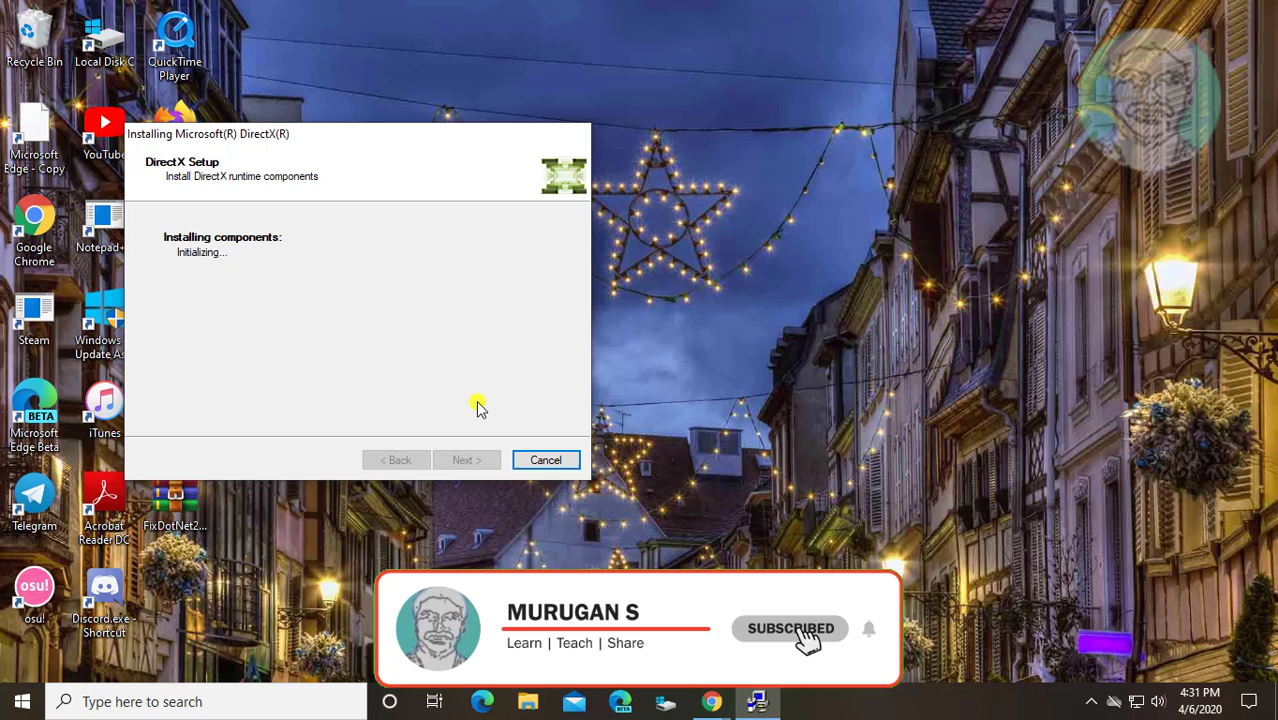 Recycle Bin
Local Disk C
QuickTime
Player
Microsoft
Edge - Copy
YouTube
Google
Chrome
Notepad+
Steam
Windows
Update As
BETA
Microsoft
Edge Beta
iTunes
Telegram
Acrobat
Reader DC
FixDotNet2...
osu!
osu!
Discord.exe -
Shortcut
Installing Microsoft(R) DirectX(R)
DirectX Setup
Install DirectX runtime components
Installing components:
Initializing...
< Back
Next >
Cancel
MURUGAN S
Learn | Teach | Share
SUBSCRIBED
Type here to search
BETA
4:31 PM
4/6/2020